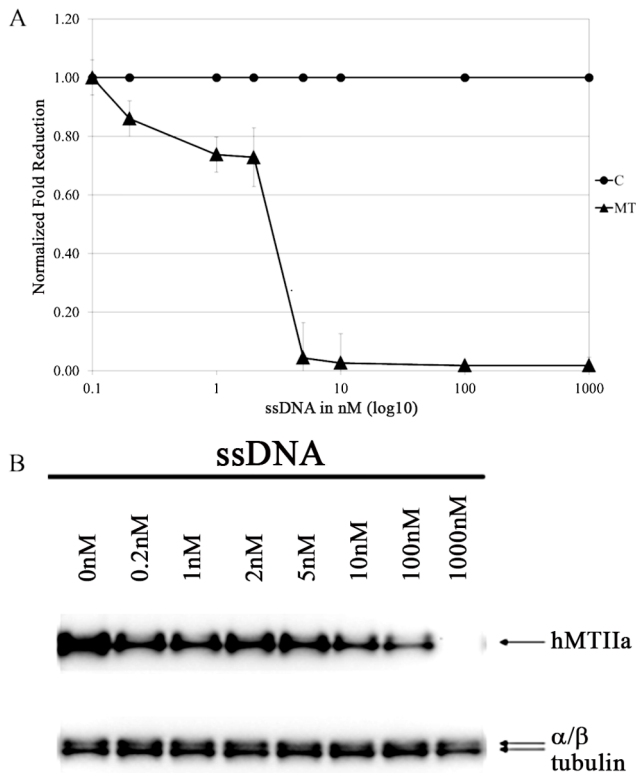 A
1.20
1.00
0.80
0.60
0.40
0.20
0.00
Normalized Fold Reduction
0.1
1
10
100
1000
ssDNA in nM (log10)
C
MT
B
ssDNA
0nM
0.2nM
1nM
2nM
5nM
10nM
100nM
1000nM
hMTIIa
α/β
tubulin